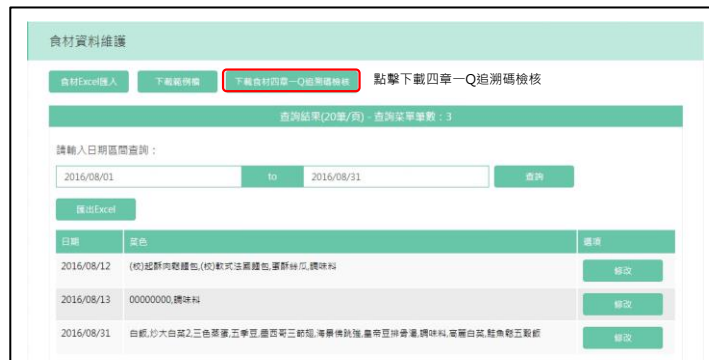 食材資料維護
食材Excel匯入 下載範例檔 下載食材四章一Q追溯碼檢核 點擊下載四章一Q追溯碼檢核
查詢結果(20筆/頁) - 查詢菜單筆數：3
請輸入日期區間查詢：
2016/08/01 to 2016/08/31 查詢
匯出Excel
日期 菜色 選項
2016/08/12 (校)起酥肉鬆麵包,(校)軟式法國麵包,蛋酥絲瓜,調味料 修改
2016/08/13 00000000,調味料 修改
2016/08/31 白飯,炒大白菜2,三色蒸蛋,五季豆,墨西哥三節翅,海景佛跳強,皇帝豆排骨湯,調味料,高麗白菜,鮭魚鬆五穀飯 修改